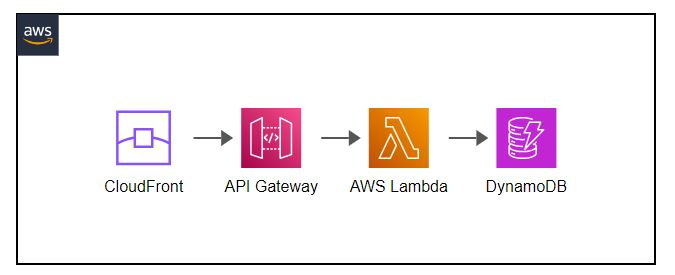 aws
</>
CloudFront
API Gateway
AWS Lambda
DynamoDB